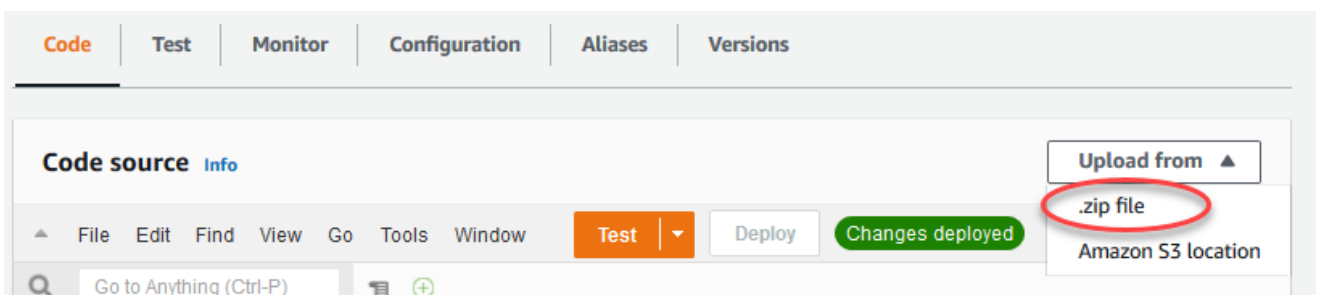 Code Test Monitor Configuration Aliases Versions
Code source Info Upload from
.zip file
File Edit Find View Go Tools Window Test Deploy Changes deployed
Amazon S3 location
Go to Anything (Ctrl-P)